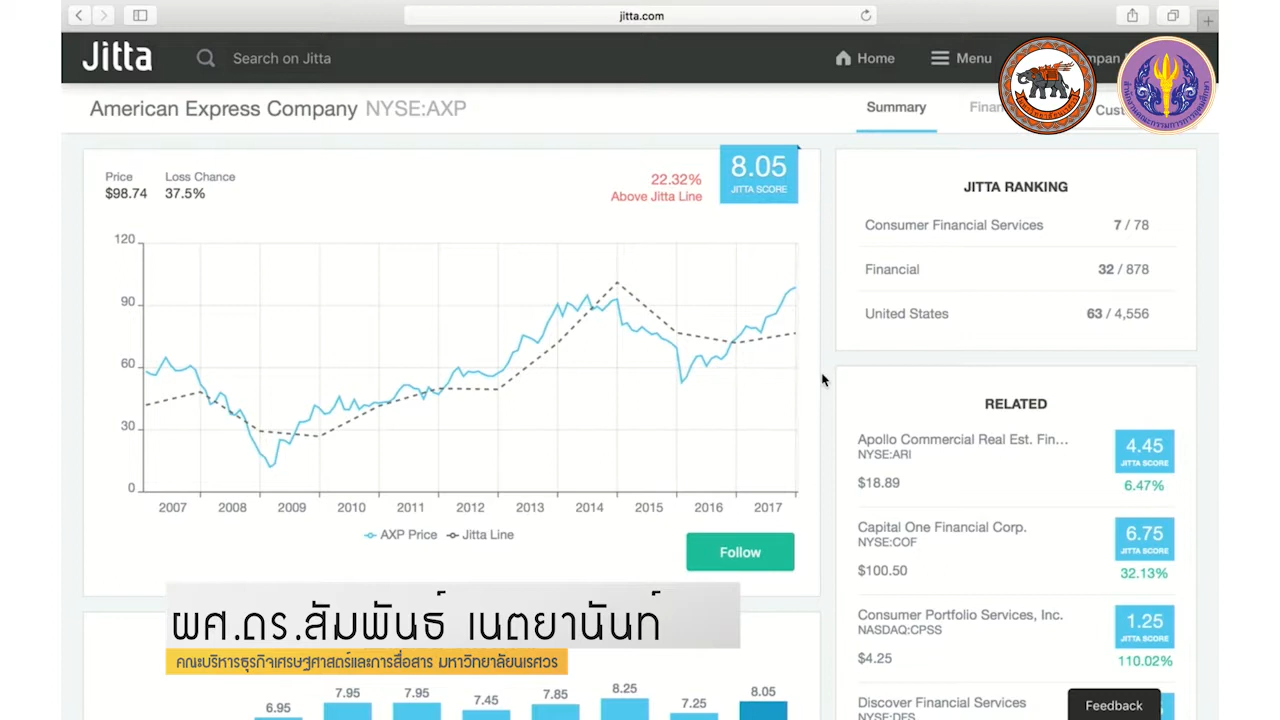 jitta.com
Jitta Search on Jitta Home Menu
American Express Company NYSE:AXP Summary
Price Loss Chance
$98.74 37.5%
22.32%
Above Jitta Line
8.05
JITTA SCORE
120
90
60
30
0
2007 2008 2009 2010 2011 2012 2013 2014 2015 2016 2017
AXP Price Jitta Line
Follow
JITTA RANKING
Consumer Financial Services 7 / 78
Financial 32 / 878
United States 63 / 4,556
RELATED
Apollo Commercial Real Est. Fin...
NYSE:ARI
$18.89
4.45
JITTA SCORE
6.47%
Capital One Financial Corp.
NYSE:COF
$100.50
6.75
JITTA SCORE
32.13%
Consumer Portfolio Services, Inc.
NASDAQ:CPSS
$4.25
1.25
JITTA SCORE
110.02%
Discover Financial Services
NYSE:DFS
Feedback
ผศ.ดร.สัมพันธ์ เนตยานันท์
คณะบริหารธุรกิจเศรษฐศาสตร์และการสื่อสาร มหาวิทยาลัยนเรศวร
6.95 7.95 7.95 7.45 7.85 8.25 7.25 8.05